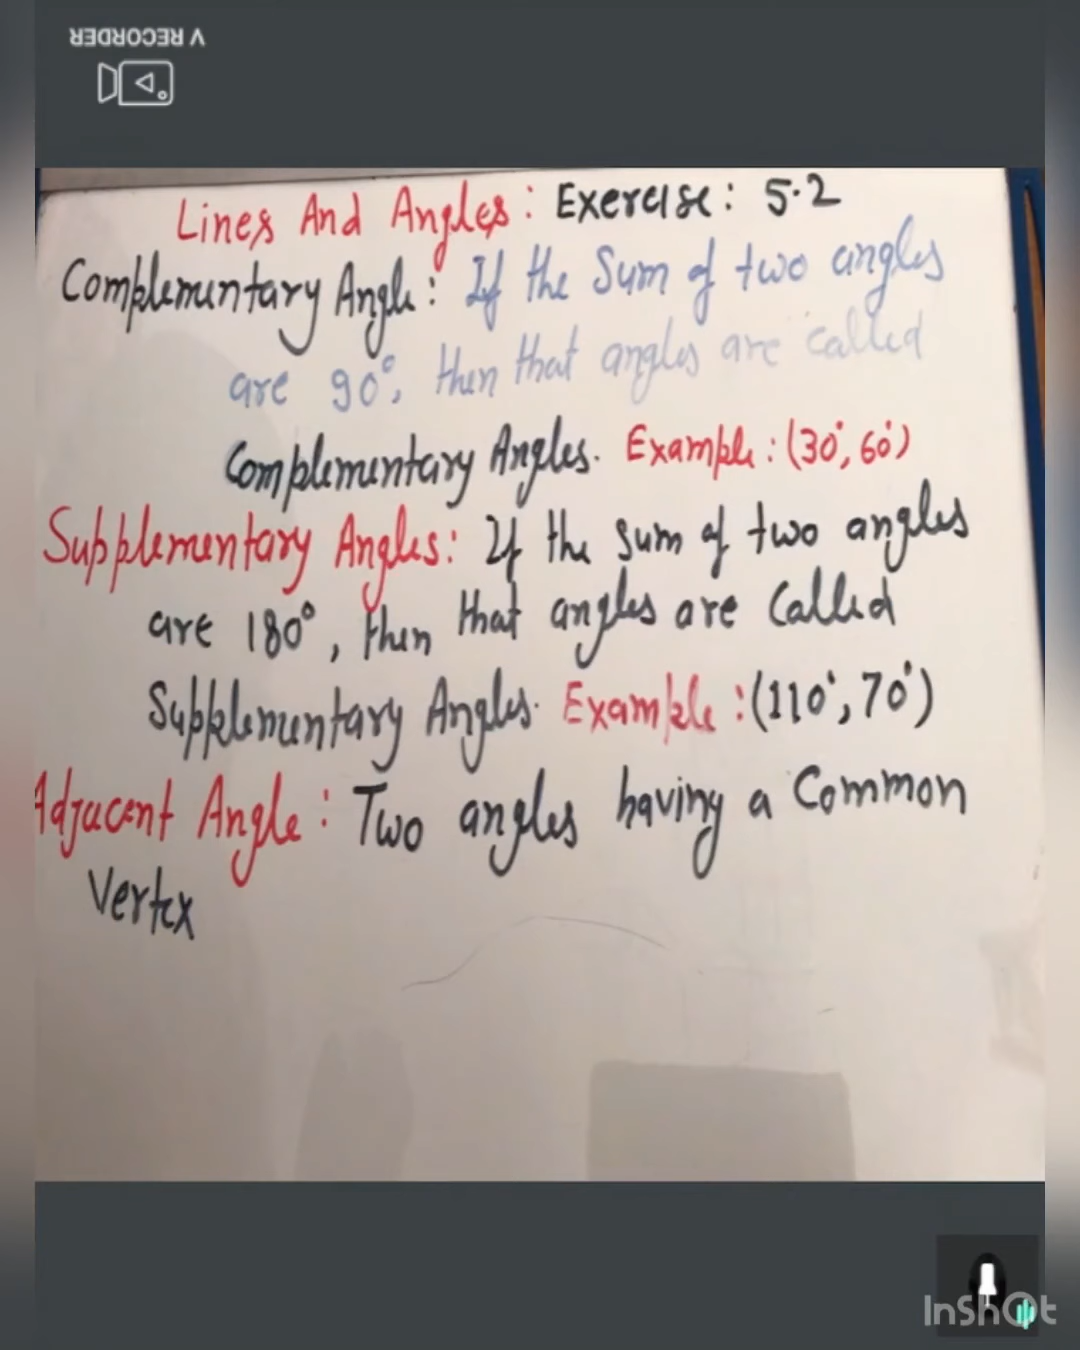 V RECORDER
Lines And Angles: Exercise: 5.2
Complementary Angle: If the Sum of two angles
are 90°, then that angles are called
Complementary Angles. Example: (30°, 60°)
Supplementary Angles: If the sum of two angles
are 180°, then that angles are Called
Supplementary Angles. Example: (110°, 70°)
Adjacent Angle: Two angles having a Common
Vertex
InShOt